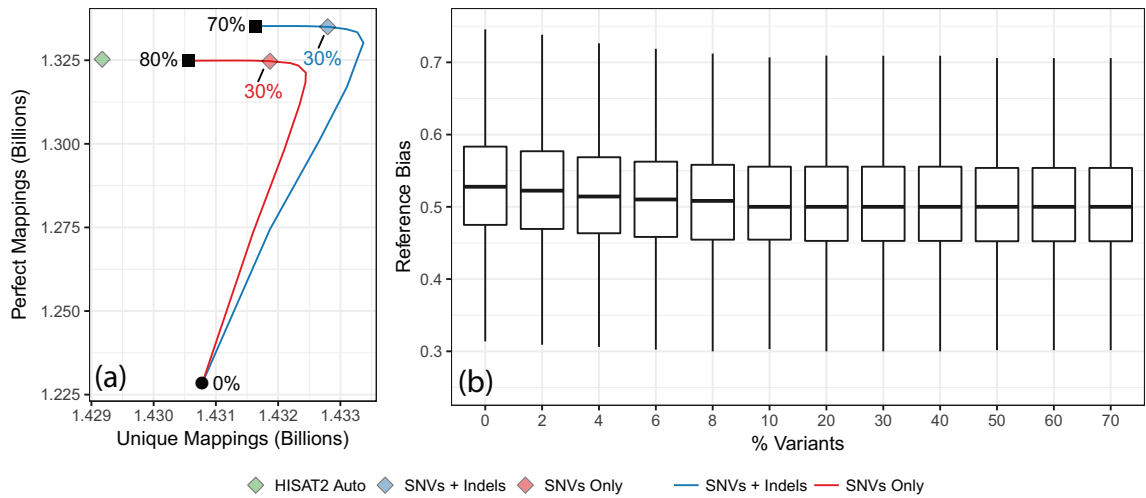 70%
30%
80%
30%
0%
1.325
1.300
1.275
1.250
1.225
Perfect Mappings (Billions)
(a)
1.429 1.430 1.431 1.432 1.433
Unique Mappings (Billions)
0.7
0.6
0.5
0.4
0.3
Reference Bias
(b)
0 2 4 6 8 10 20 30 40 50 60 70
% Variants
HISAT2 Auto SNVs + Indels SNVs Only SNVs + Indels SNVs Only